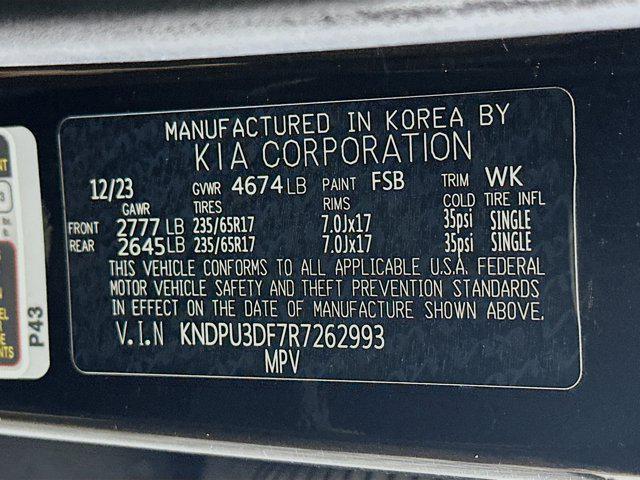 MANUFACTURED IN KOREA BY
KIA CORPORATION
12/23 GVWR 4674 LB PAINT FSB TRIM WK
GAWR TIRES RIMS COLD TIRE INFL
FRONT 2777 LB 235/65R17 7.0Jx17 35psi SINGLE
REAR 2645 LB 235/65R17 7.0Jx17 35psi SINGLE
THIS VEHICLE CONFORMS TO ALL APPLICABLE U.S.A. FEDERAL
MOTOR VEHICLE SAFETY AND THEFT PREVENTION STANDARDS
IN EFFECT ON THE DATE OF MANUFACTURE SHOWN ABOVE.
V.I.N KNDPU3DF7R7262993
MPV
P43